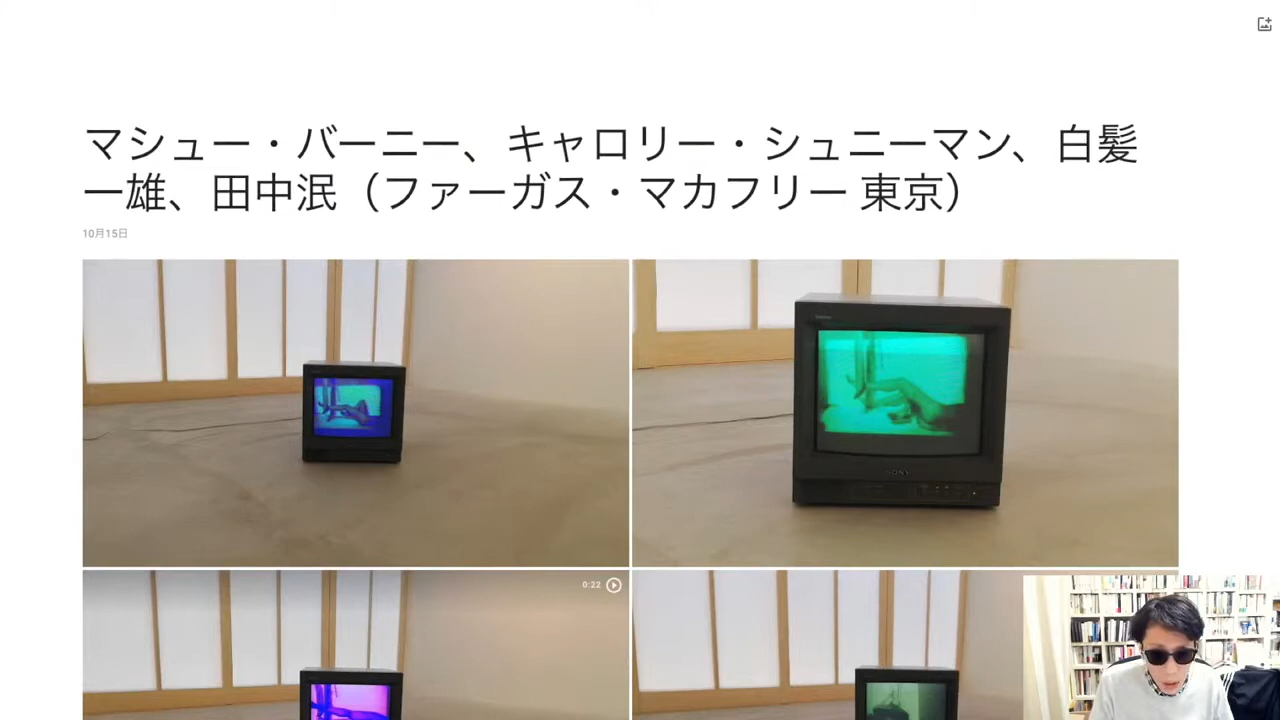 マシュー・バーニー、キャロリー・シュニーマン、白髪
一雄、田中泯（ファーガス・マカフリー 東京）
10月15日
SONY
0:22